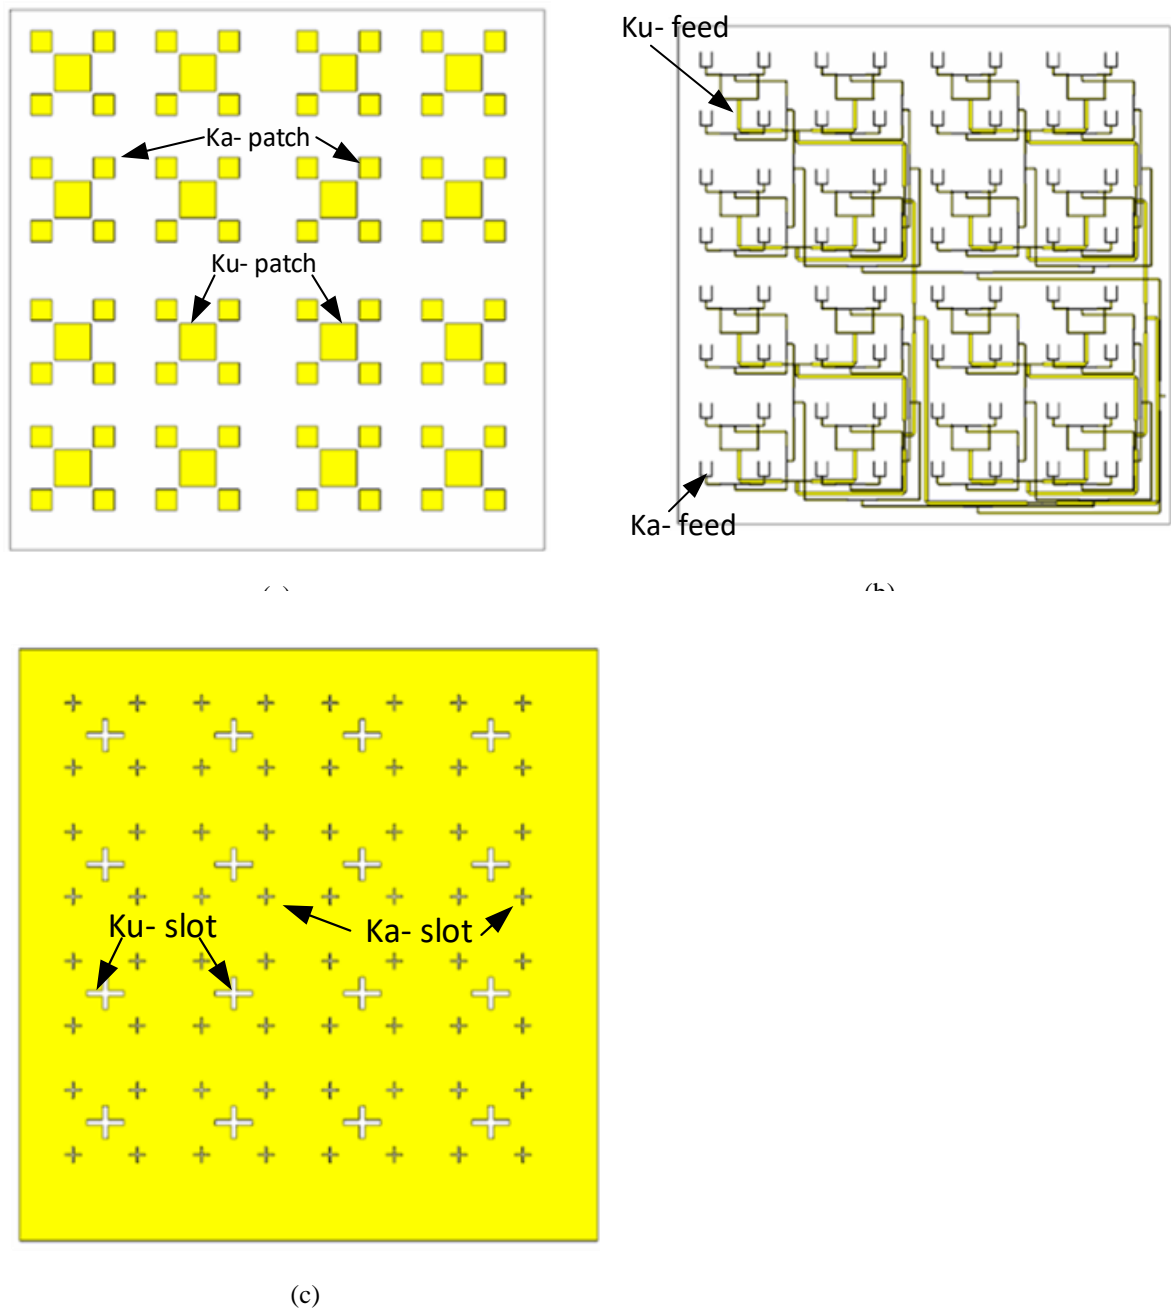 Ku- feed
Ka- patch
Ku- patch
Ka- feed
(b)
Ku- slot
Ka- slot
(c)